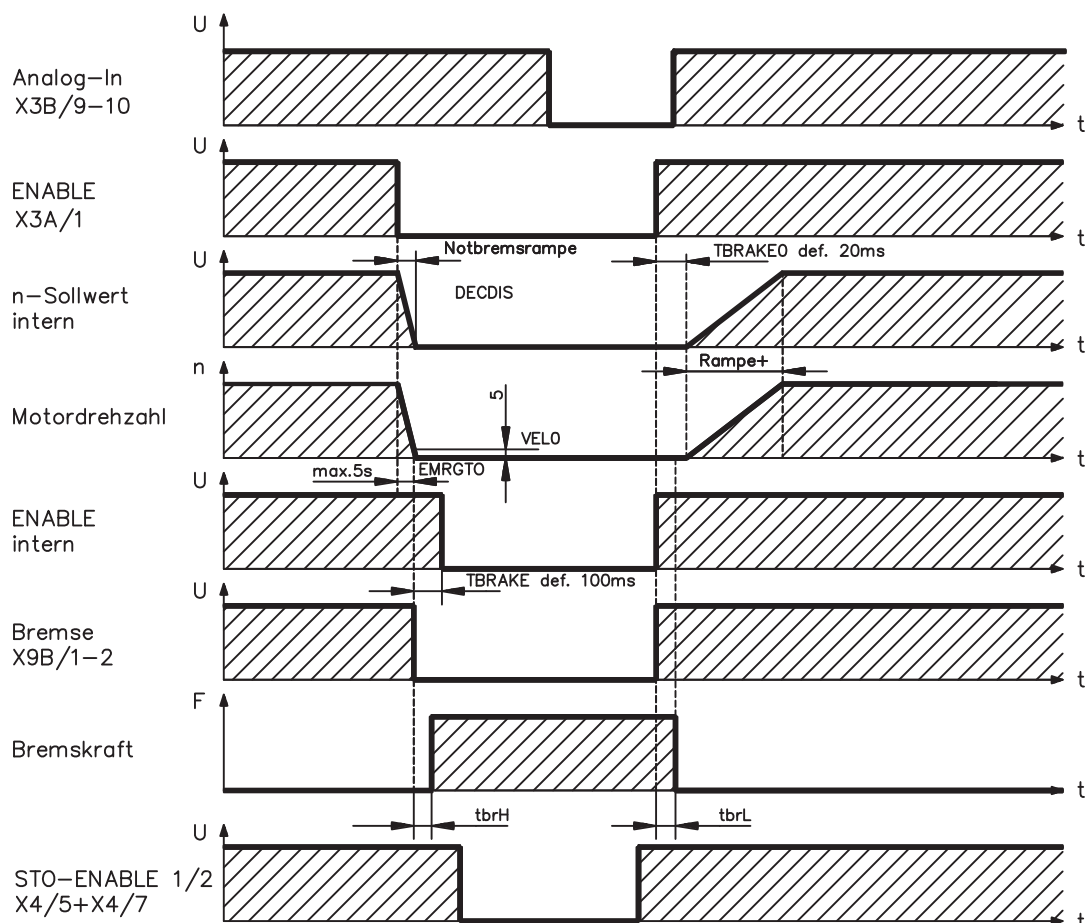 U
Analog-In
X3B/9-10
t
U
ENABLE
X3A/1
t
Notbremsrampe
TBRAKE0 def. 20ms
U
n-Sollwert
intern
DECDIS
t
Rampe+
n
Motordrehzahl
5
VEL0
t
max.5s
EMRGTO
U
ENABLE
intern
t
TBRAKE def. 100ms
U
Bremse
X9B/1-2
t
F
Bremskraft
t
tbrH
tbrL
U
STO-ENABLE 1/2
X4/5+X4/7
t